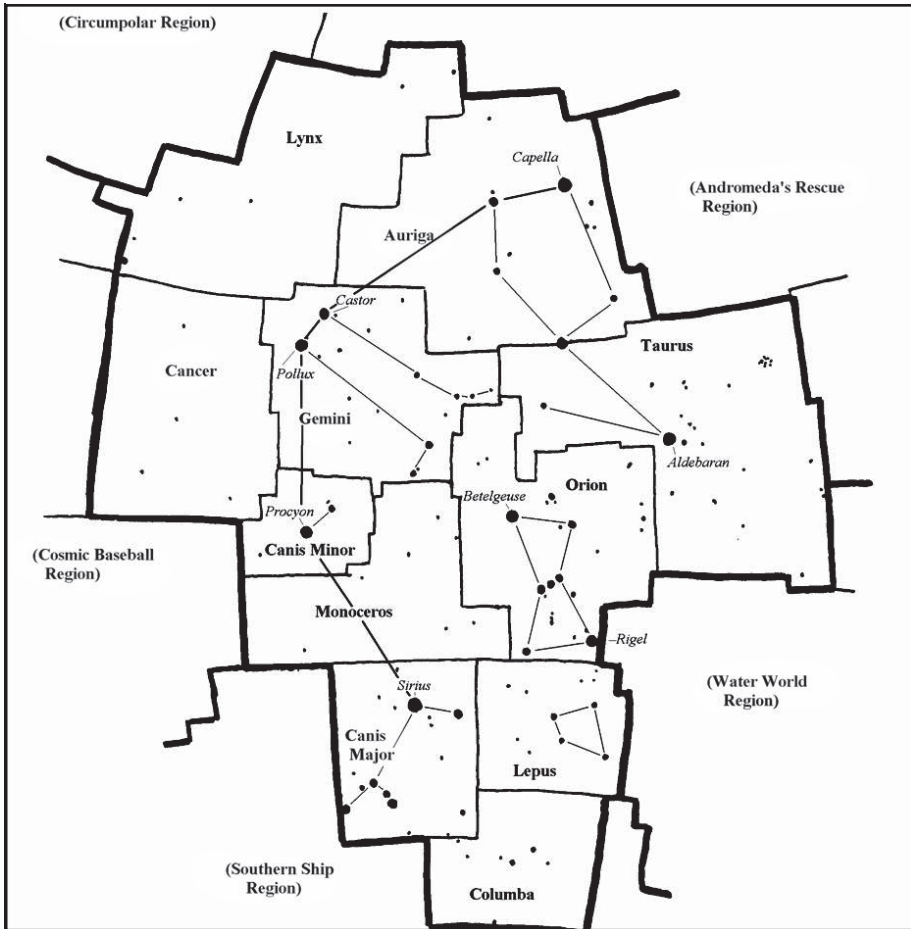 (Circumpolar Region)
Lynx
Capella
(Andromeda's Rescue
Region)
Auriga
Castor
Taurus
Cancer
Pollux
Gemini
Aldebaran
Orion
Betelgeuse
Procyon
Canis Minor
(Cosmic Baseball
Region)
Monoceros
Rigel
Sirius
(Water World
Region)
Canis
Major
Lepus
(Southern Ship
Region)
Columba